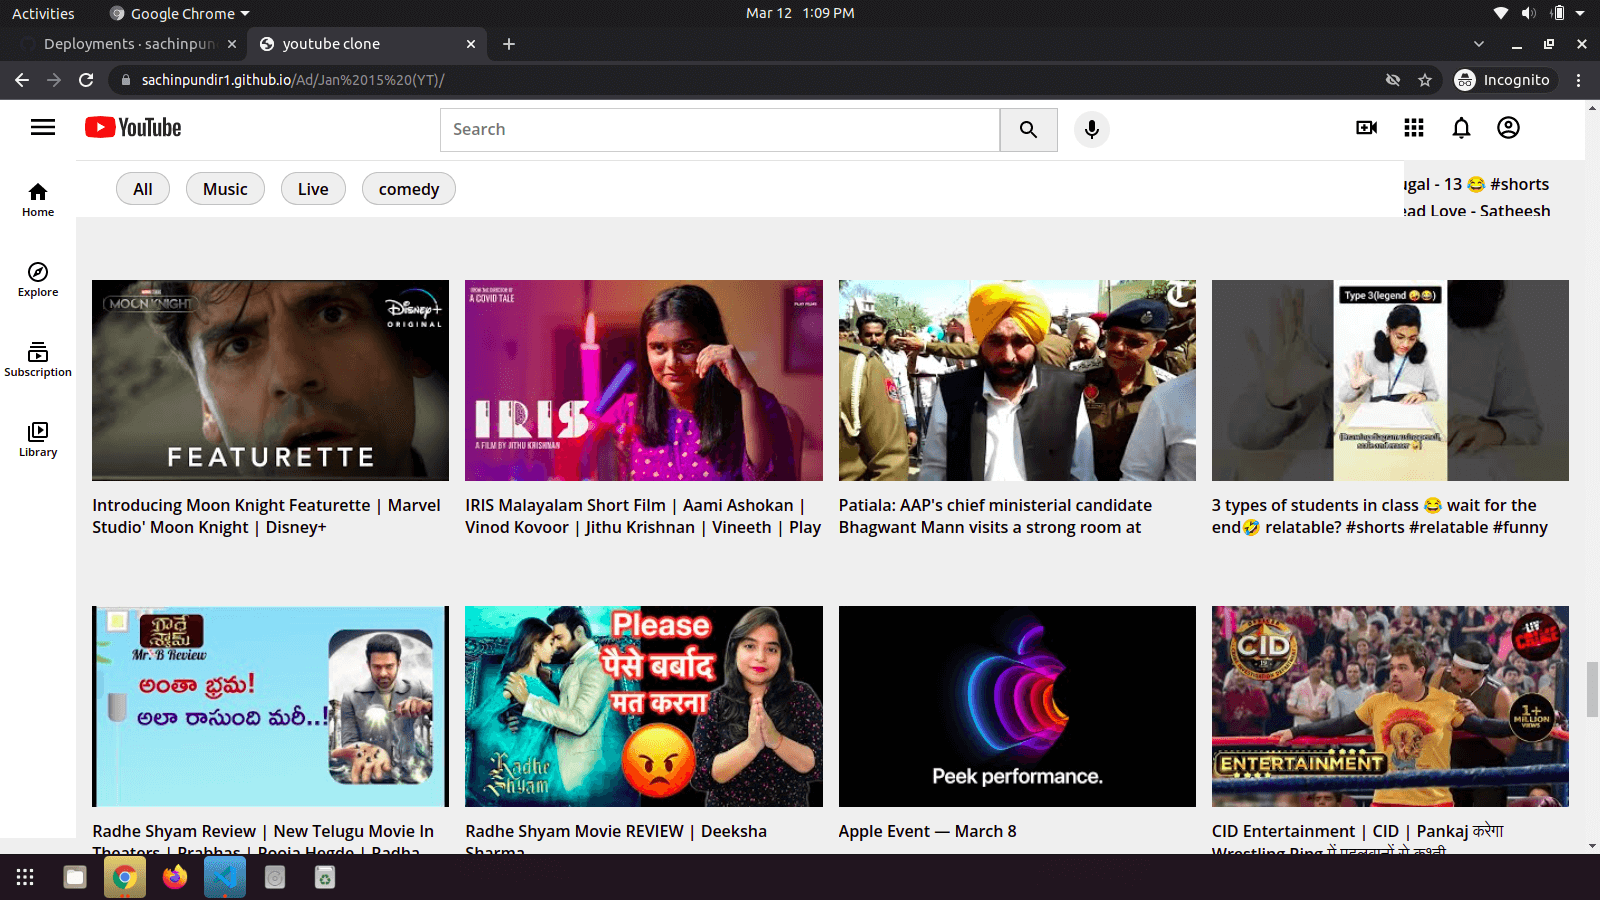 Activities
Google Chrome
Mar 12 1:09 PM
Deployments · sachinpun
youtube clone
sachinpundir1.github.io/Ad/Jan%2015%20(YT)/
Incognito
YouTube
Search
All
Music
Live
comedy
ugal - 13 😂 #shorts
ead Love - Satheesh
Home
Explore
Subscription
Library
MOON KNIGHT
Disney+
ORIGINAL
FEATURETTE
A COVID TALE
IRIS
A FILM BY JITHU KRISHNAN
Type 3(legend 🤪😂)
Introducing Moon Knight Featurette | Marvel
Studio' Moon Knight | Disney+
IRIS Malayalam Short Film | Aami Ashokan |
Vinod Kovoor | Jithu Krishnan | Vineeth | Play
Patiala: AAP's chief ministerial candidate
Bhagwant Mann visits a strong room at
3 types of students in class 😂 wait for the
end🤣 relatable? #shorts #relatable #funny
రాధే
శ్యామ్
Mr. B Review
అంతా భ్రమ!
అలా రాసుంది మరీ..!
Please
पैसे बर्बाद
मत करना
Radhe
Shyam
Peek performance.
CID
LIV
CRIME
1+
MILLION
VIEWS
ENTERTAINMENT
Radhe Shyam Review | New Telugu Movie In
Theaters | Prabhas | Pooja Hegde | Radha
Radhe Shyam Movie REVIEW | Deeksha
Sharma
Apple Event — March 8
CID Entertainment | CID | Pankaj करेगा
Wrestling Ring में पहलवानों से कुश्ती